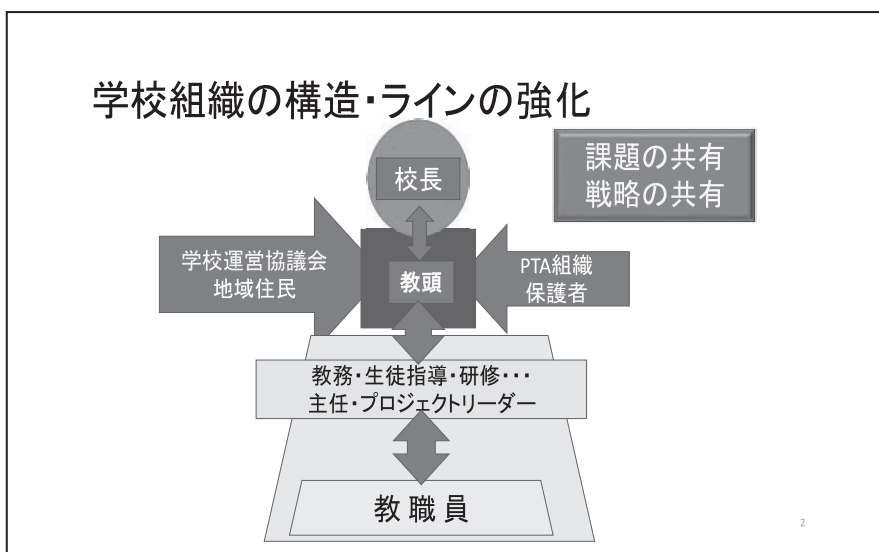 学校組織の構造・ラインの強化
校長
課題の共有
戦略の共有
学校運営協議会
地域住民
教頭
PTA組織
保護者
教務・生徒指導・研修・・・
主任・プロジェクトリーダー
教職員
2